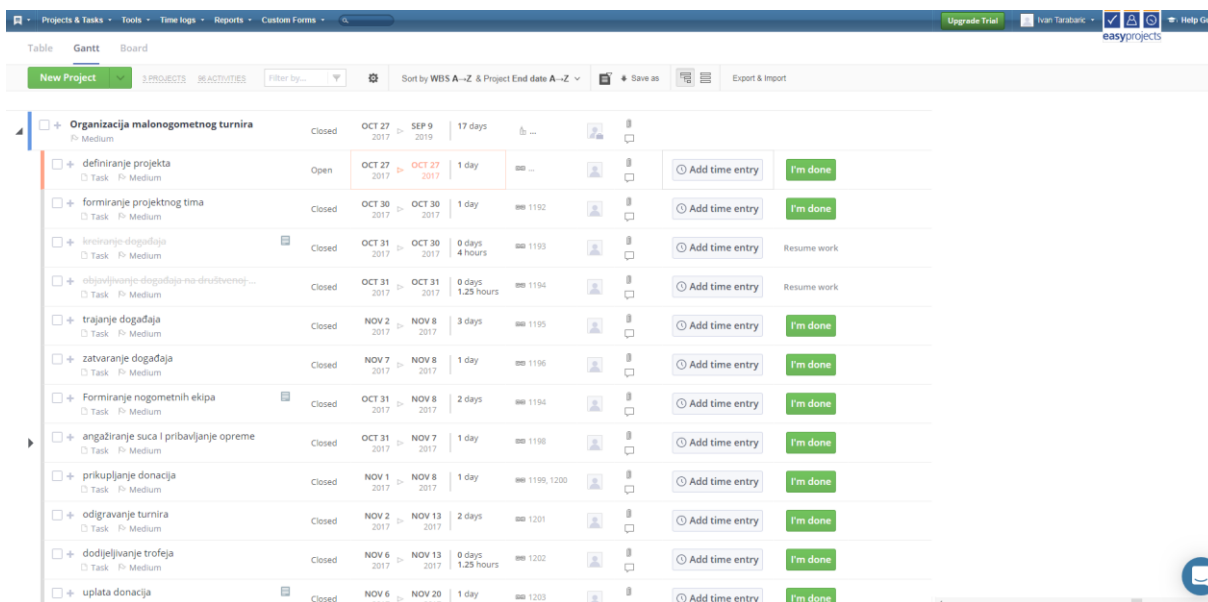 Projects & Tasks Tools Time logs Reports Custom Forms Upgrade Trial Ivan Tarabaric Help
easyprojects
Table Gantt Board
New Project 3 PROJECTS 96 ACTIVITIES Filter by... Sort by WBS A→Z & Project End date A→Z Save as Export & Import
Organizacija malonogometnog turnira Closed OCT 27 SEP 9 17 days ...
Medium 2017 2019
definiranje projekta Open OCT 27 OCT 27 1 day ... Add time entry I'm done
Task Medium 2017 2017
formiranje projektnog tima Closed OCT 30 OCT 30 1 day 1192 Add time entry I'm done
Task Medium 2017 2017
kreiranje događaja Closed OCT 31 OCT 30 0 days 1193 Add time entry Resume work
Task Medium 2017 2017 4 hours
objavljivanje događaja na društvenoj ... Closed OCT 31 OCT 31 0 days 1194 Add time entry Resume work
Task Medium 2017 2017 1.25 hours
trajanje događaja Closed NOV 2 NOV 8 3 days 1195 Add time entry I'm done
Task Medium 2017 2017
zatvaranje događaja Closed NOV 7 NOV 8 1 day 1196 Add time entry I'm done
Task Medium 2017 2017
Formiranje nogometnih ekipa Closed OCT 31 NOV 8 2 days 1194 Add time entry I'm done
Task Medium 2017 2017
angažiranje suca I pribavljanje opreme Closed OCT 31 NOV 7 1 day 1198 Add time entry I'm done
Task Medium 2017 2017
prikupljanje donacija Closed NOV 1 NOV 8 1 day 1199, 1200 Add time entry I'm done
Task Medium 2017 2017
odigravanje turnira Closed NOV 2 NOV 13 2 days 1201 Add time entry I'm done
Task Medium 2017 2017
dodijeljivanje trofeja Closed NOV 6 NOV 13 0 days 1202 Add time entry I'm done
Task Medium 2017 2017 1.25 hours
uplata donacija Closed NOV 6 NOV 20 1 day 1203 Add time entry I'm done